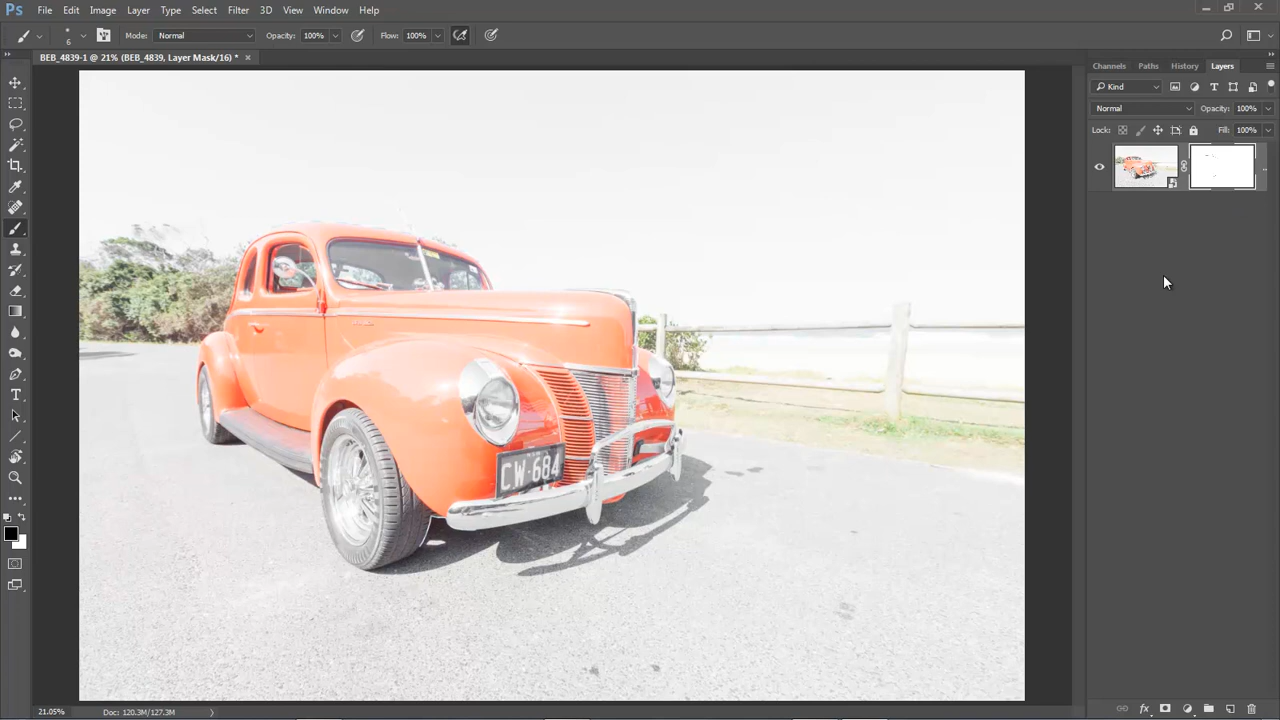 Ps File Edit Image Layer Type Select Filter 3D View Window Help
6 Mode: Normal Opacity: 100% Flow: 100%
BEB_4839-1 @ 21% (BEB_4839, Layer Mask/16) * ×
Channels Paths History Layers
Kind
Normal Opacity: 100%
Lock: Fill: 100%
CW-684
21.05% Doc: 120.3M/127.3M